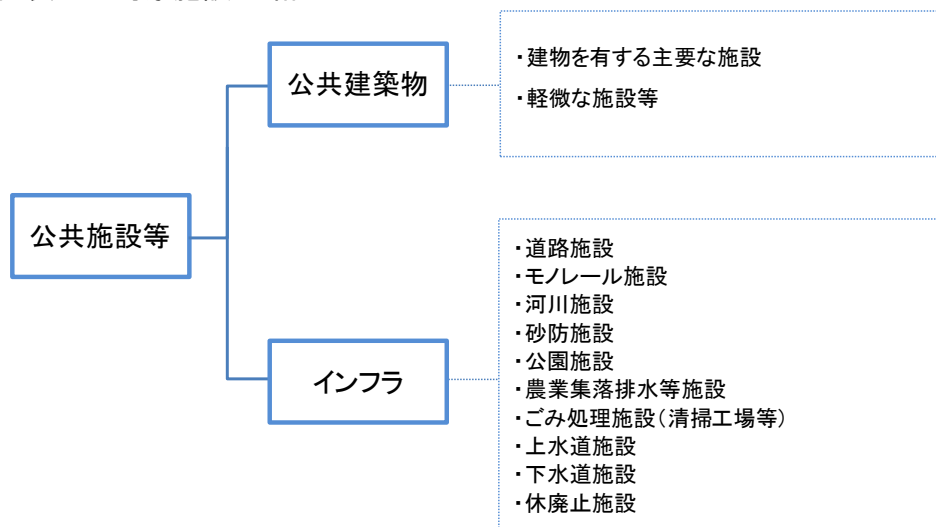 公共建築物
・建物を有する主要な施設
・軽微な施設等
公共施設等
インフラ
・道路施設
・モノレール施設
・河川施設
・砂防施設
・公園施設
・農業集落排水等施設
・ごみ処理施設(清掃工場等)
・上水道施設
・下水道施設
・休廃止施設